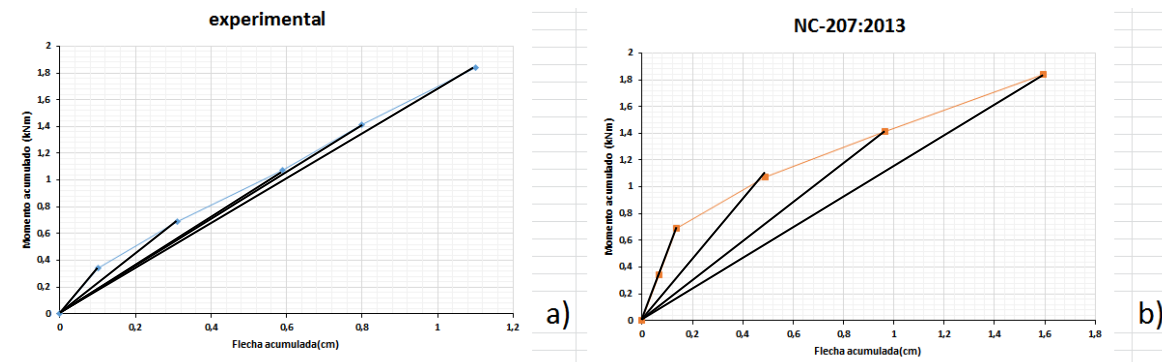 experimental
2
1,8
1,6
1,4
1,2
1
0,8
0,6
0,4
0,2
0
Momento acumulado (kNm)
0 0,2 0,4 0,6 0,8 1 1,2
Flecha acumulada(cm)
a)
NC-207:2013
2
1,8
1,6
1,4
1,2
1
0,8
0,6
0,4
0,2
0
Momento acumulado (kNm)
0 0,2 0,4 0,6 0,8 1 1,2 1,4 1,6 1,8
Flecha acumulada(cm)
b)